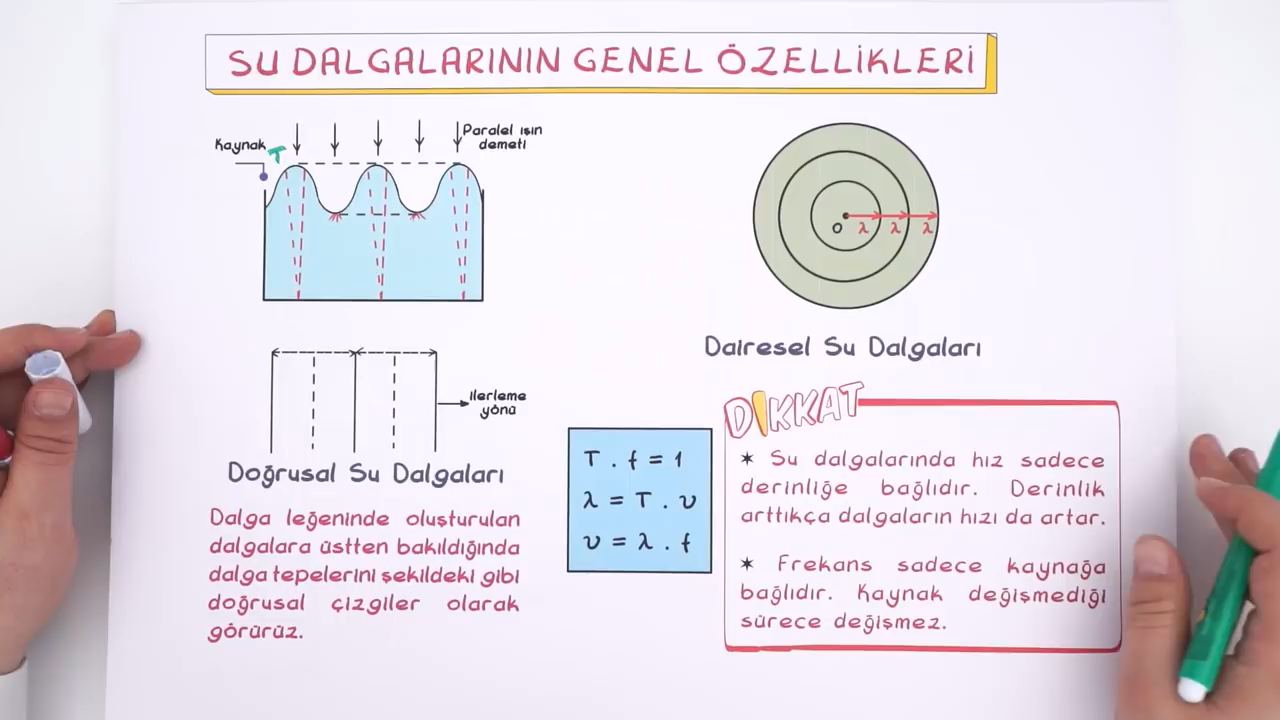 SU DALGALARININ GENEL ÖZELLİKLERİ
Kaynak T
Paralel ışın
demeti
O λ λ λ
Dairesel Su Dalgaları
ilerleme
yönü
Doğrusal Su Dalgaları
Dalga leğeninde oluşturulan
dalgalara üstten bakıldığında
dalga tepelerini şekildeki gibi
doğrusal çizgiler olarak
görürüz.
T . f = 1
λ = T . υ
υ = λ . f
DIKKAT
✶ Su dalgalarında hız sadece
derinliğe bağlıdır. Derinlik
arttıkça dalgaların hızı da artar.
✶ Frekans sadece kaynağa
bağlıdır. Kaynak değişmediği
sürece değişmez.